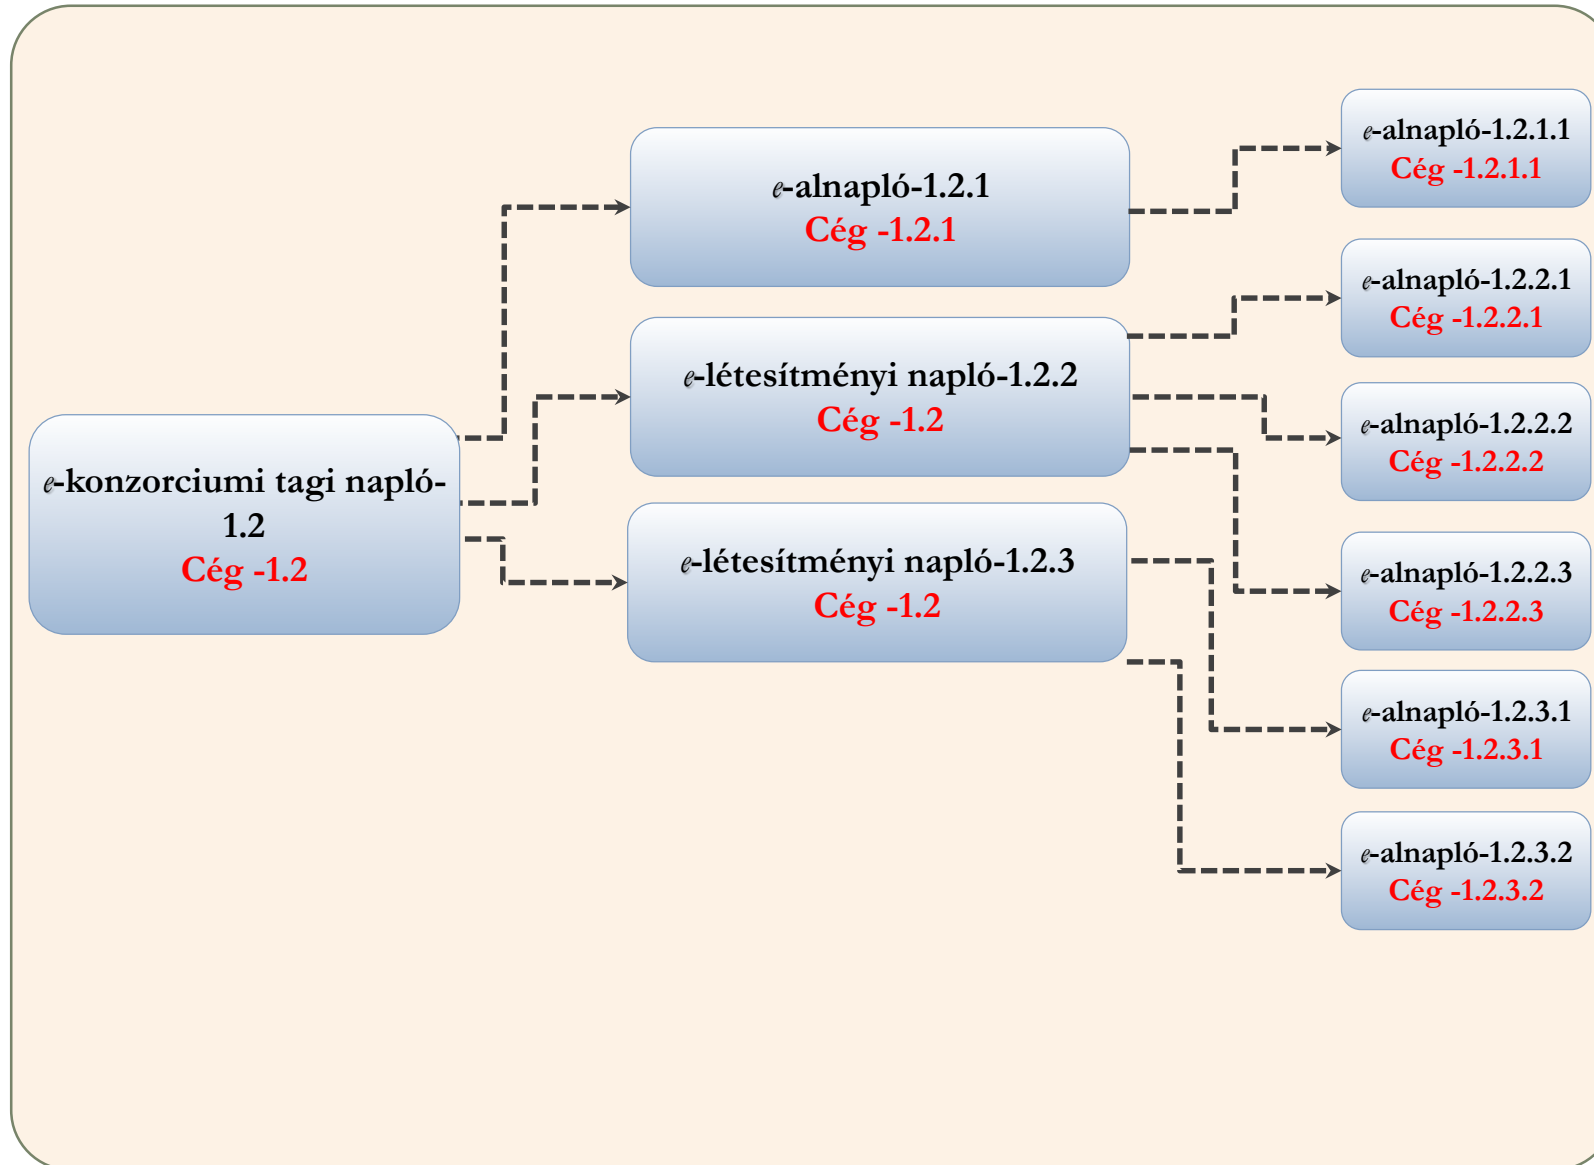 e-konzorciumi tagi napló-
1.2
Cég -1.2
e-alnapló-1.2.1
Cég -1.2.1
e-létesítményi napló-1.2.2
Cég -1.2
e-létesítményi napló-1.2.3
Cég -1.2
e-alnapló-1.2.1.1
Cég -1.2.1.1
e-alnapló-1.2.2.1
Cég -1.2.2.1
e-alnapló-1.2.2.2
Cég -1.2.2.2
e-alnapló-1.2.2.3
Cég -1.2.2.3
e-alnapló-1.2.3.1
Cég -1.2.3.1
e-alnapló-1.2.3.2
Cég -1.2.3.2